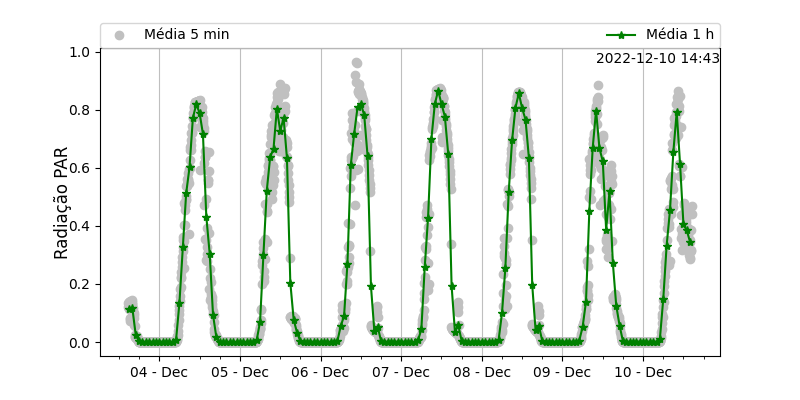 Média 5 min
Média 1 h
2022-12-10 14:43
Radiação PAR
1.0
0.8
0.6
0.4
0.2
0.0
04 - Dec
05 - Dec
06 - Dec
07 - Dec
08 - Dec
09 - Dec
10 - Dec